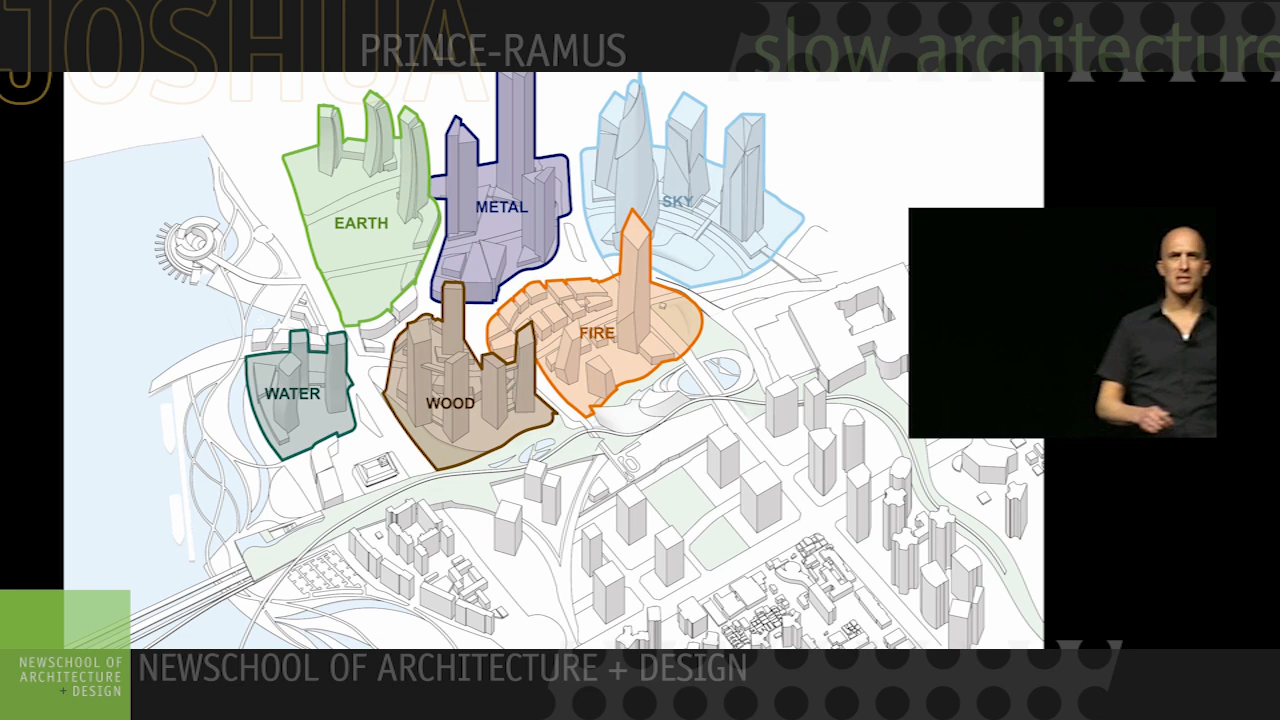 JOSHUA
PRINCE-RAMUS
slow architecture
EARTH
METAL
SKY
FIRE
WATER
WOOD
NEWSCHOOL OF
ARCHITECTURE
+ DESIGN
NEWSCHOOL OF ARCHITECTURE + DESIGN